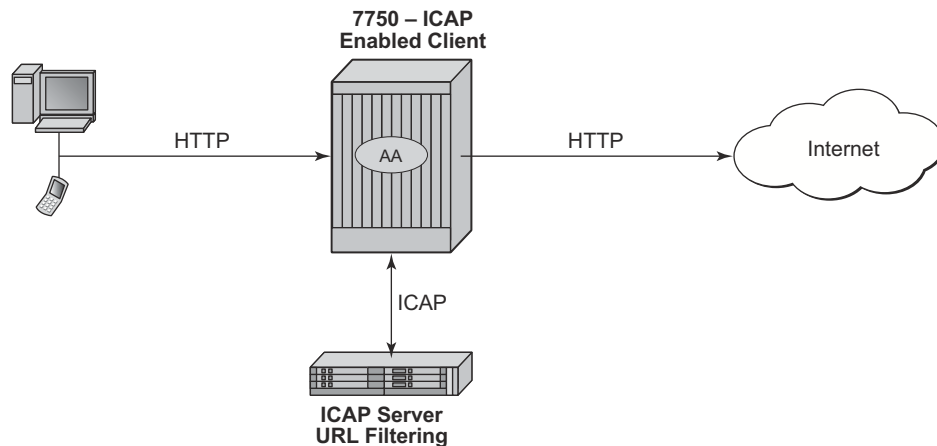 7750 – ICAP
Enabled Client
HTTP
AA
HTTP
Internet
ICAP
ICAP Server
URL Filtering